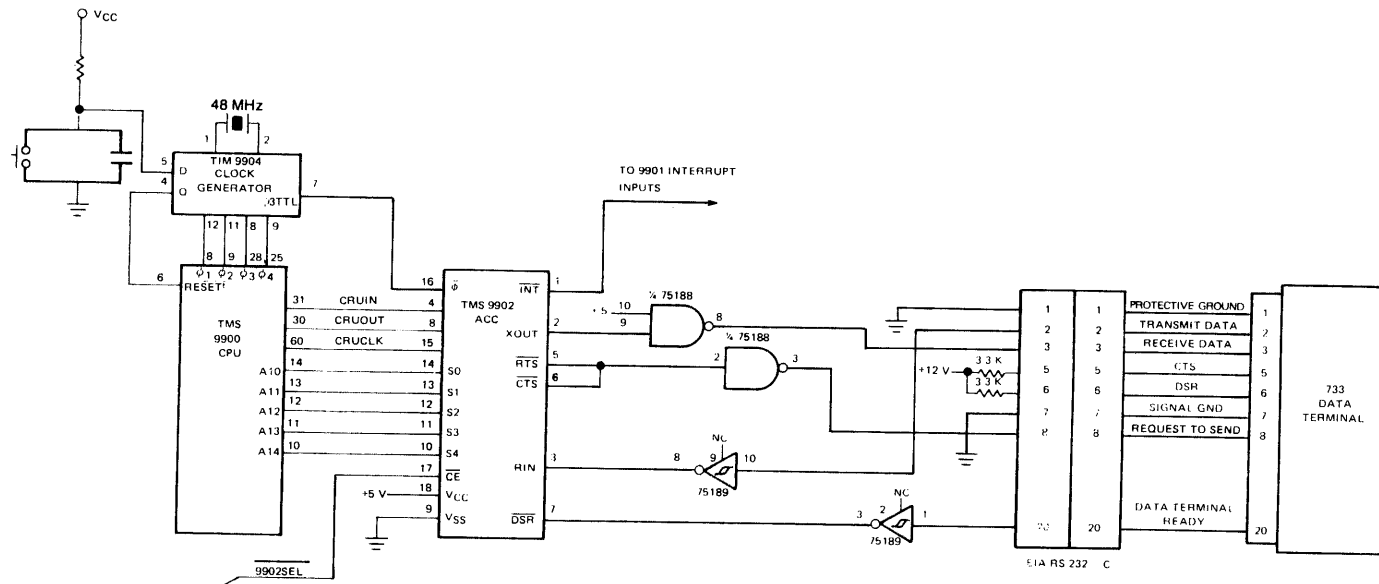 VCC
48 MHz
1 2
TIM 9904
CLOCK
GENERATOR
5 D
4 Q
φ3TTL 7
12 11 8 9
8 9 28 25
φ1 φ2 φ3 φ4
6 RESET
TMS
9900
CPU
31 CRUIN 4
30 CRUOUT 8
60 CRUCLK 15
A10 14 14 S0
A11 13 13 S1
A12 12 12 S2
A13 11 11 S3
A14 10 10 S4
17 CE
+5 V 18 VCC
9 VSS
9902SEL
16 φ
TMS 9902
ACC
INT 1
XOUT 2
RTS 5
CTS 6
RIN 3
DSR 7
TO 9901 INTERRUPT
INPUTS
¼ 75188
+5 10
9 8
¼ 75188
2 3
NC
8 9 10
75189
NC
3 2 1
75189
+12 V
3 3 K
3 3 K
1 1 PROTECTIVE GROUND 1
2 2 TRANSMIT DATA 2
3 3 RECEIVE DATA 3
5 5 CTS 5
6 6 DSR 6
7 7 SIGNAL GND 7
8 8 REQUEST TO SEND 8
20 20 DATA TERMINAL
READY 20
EIA RS 232 C
733
DATA
TERMINAL